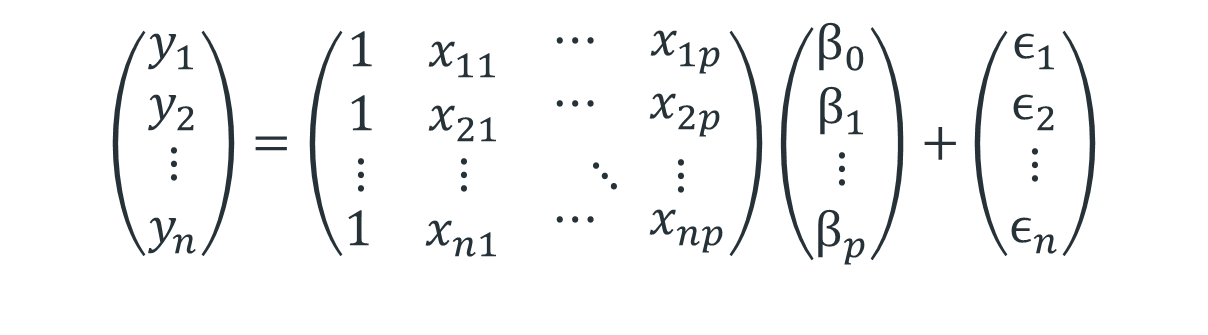 y₁ 1 x₁₁ ⋯ x₁ₚ β₀ ϵ₁
y₂ 1 x₂₁ ⋯ x₂ₚ β₁ ϵ₂
⋮ = ⋮ ⋮ ⋱ ⋮ ⋮ + ⋮
yₙ 1 xₙ₁ ⋯ xₙₚ βₚ ϵₙ